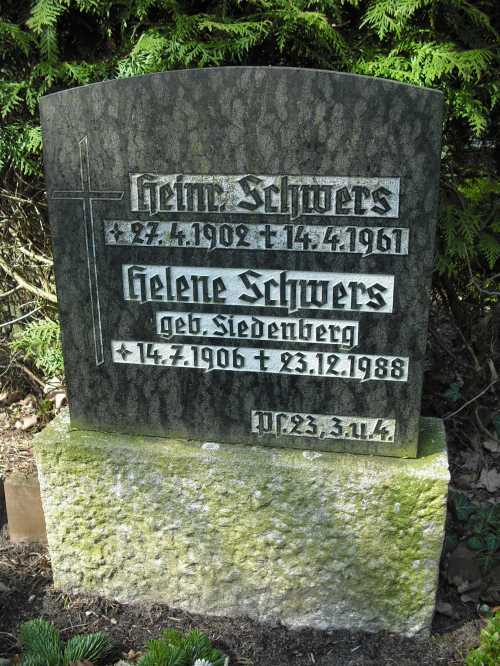 Heinr. Schwers
* 27. 4. 1902 † 14. 4. 1961
Helene Schwers
geb. Siedenberg
* 14. 7. 1906 † 23. 12. 1988
Ps. 23, 3. u. 4.